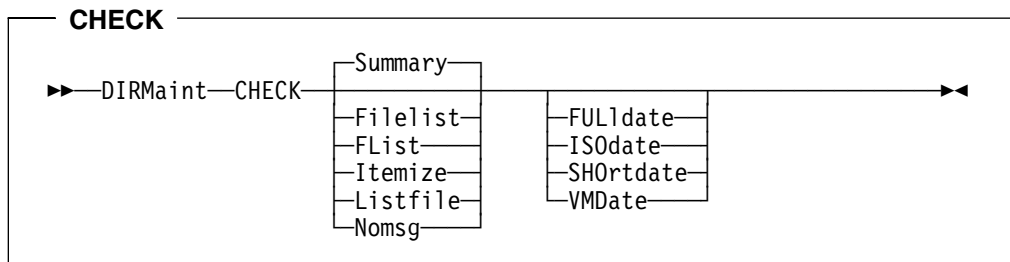 CHECK
Summary
►►—DIRMaint—CHECK—►◄
Filelist FULldate
FList ISOdate
Itemize SHOrtdate
Listfile VMDate
Nomsg